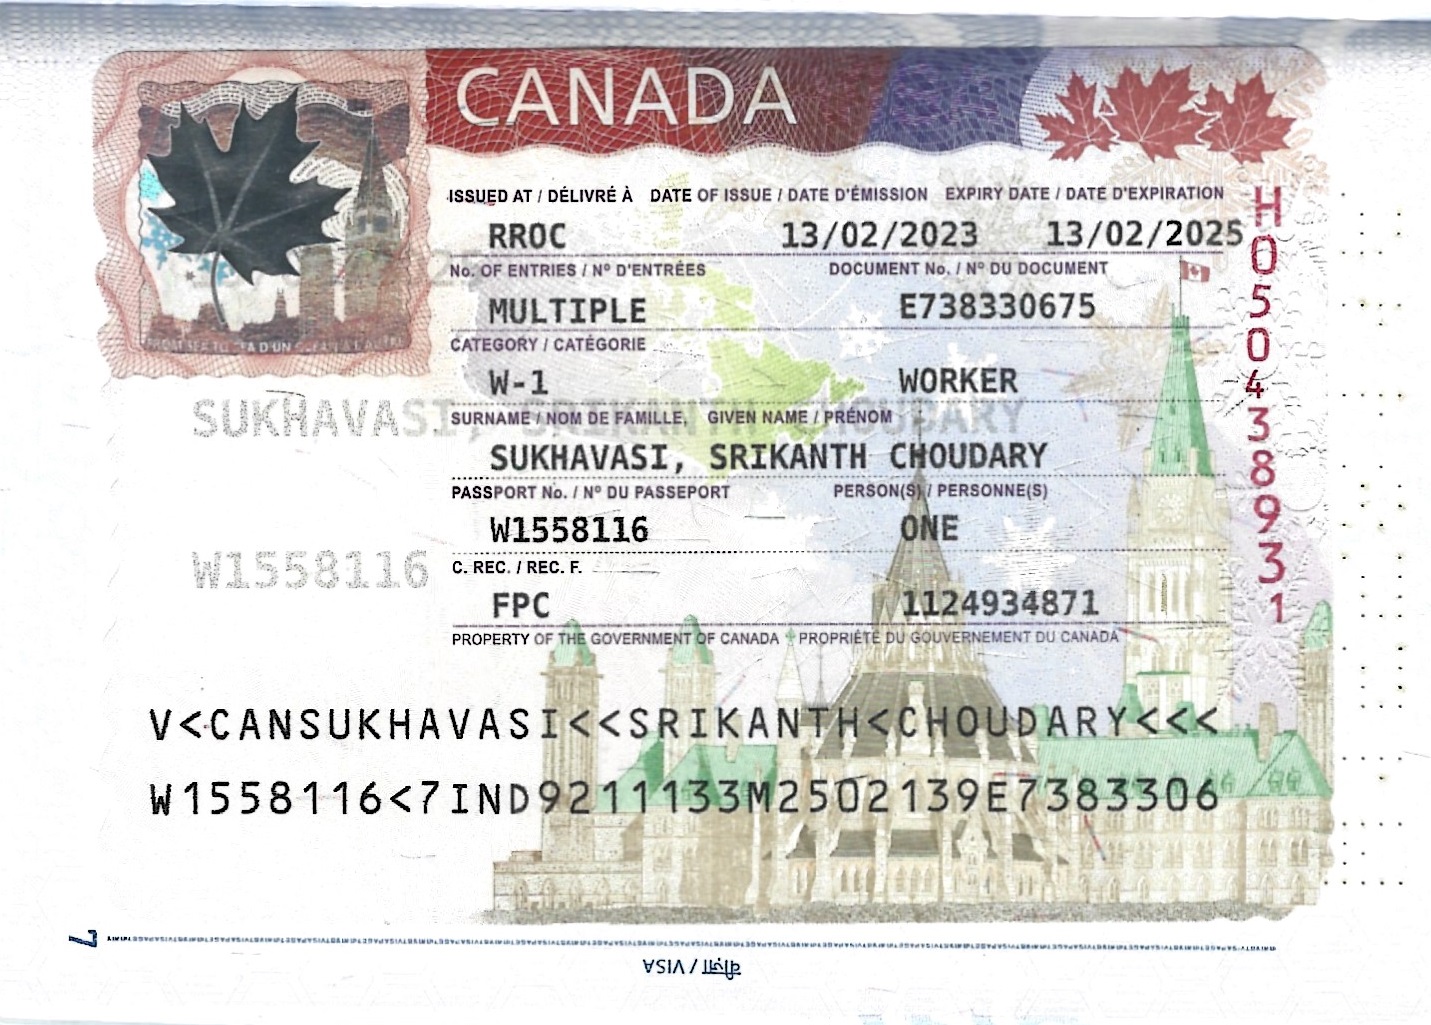 CANADA
ISSUED AT / DÉLIVRÉ À DATE OF ISSUE / DATE D'ÉMISSION EXPIRY DATE / DATE D'EXPIRATION
RROC 13/02/2023 13/02/2025
No. OF ENTRIES / Nº D'ENTRÉES DOCUMENT No. / Nº DU DOCUMENT
MULTIPLE E738330675
CATEGORY / CATÉGORIE
W-1 WORKER
SUKHAVASI, SRIKANTH CHOUDARY
SURNAME / NOM DE FAMILLE, GIVEN NAME / PRÉNOM
SUKHAVASI, SRIKANTH CHOUDARY
PASSPORT No. / Nº DU PASSEPORT PERSON(S) / PERSONNE(S)
W1558116 ONE
W1558116
C. REC. / REC. F.
FPC 1124934871
PROPERTY OF THE GOVERNMENT OF CANADA PROPRIÉTÉ DU GOUVERNEMENT DU CANADA
H050438931
V<CANSUKHAVASI<<SRIKANTH<CHOUDARY<<<
W1558116<7IND9211133M2502139E7383306
7
वीज़ा / VISA